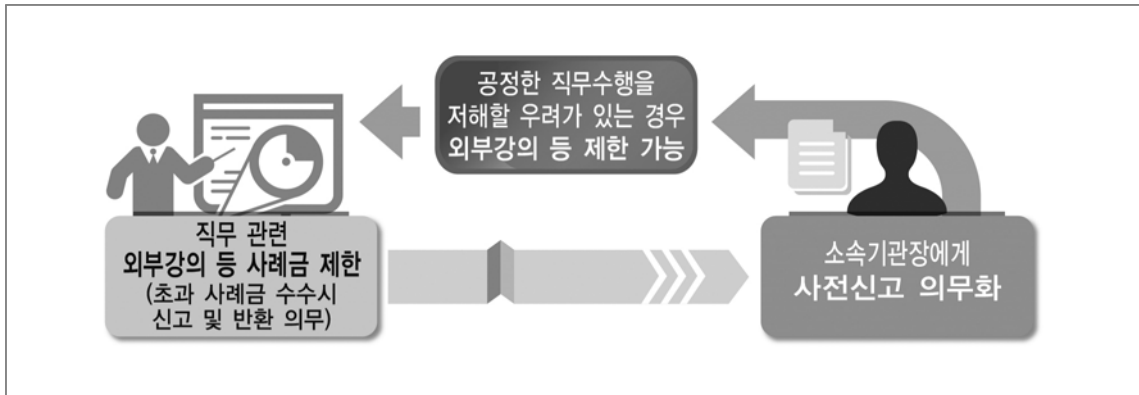 공정한 직무수행을
저해할 우려가 있는 경우
외부강의 등 제한 가능
직무 관련
외부강의 등 사례금 제한
(초과 사례금 수수시
신고 및 반환 의무)
소속기관장에게
사전신고 의무화